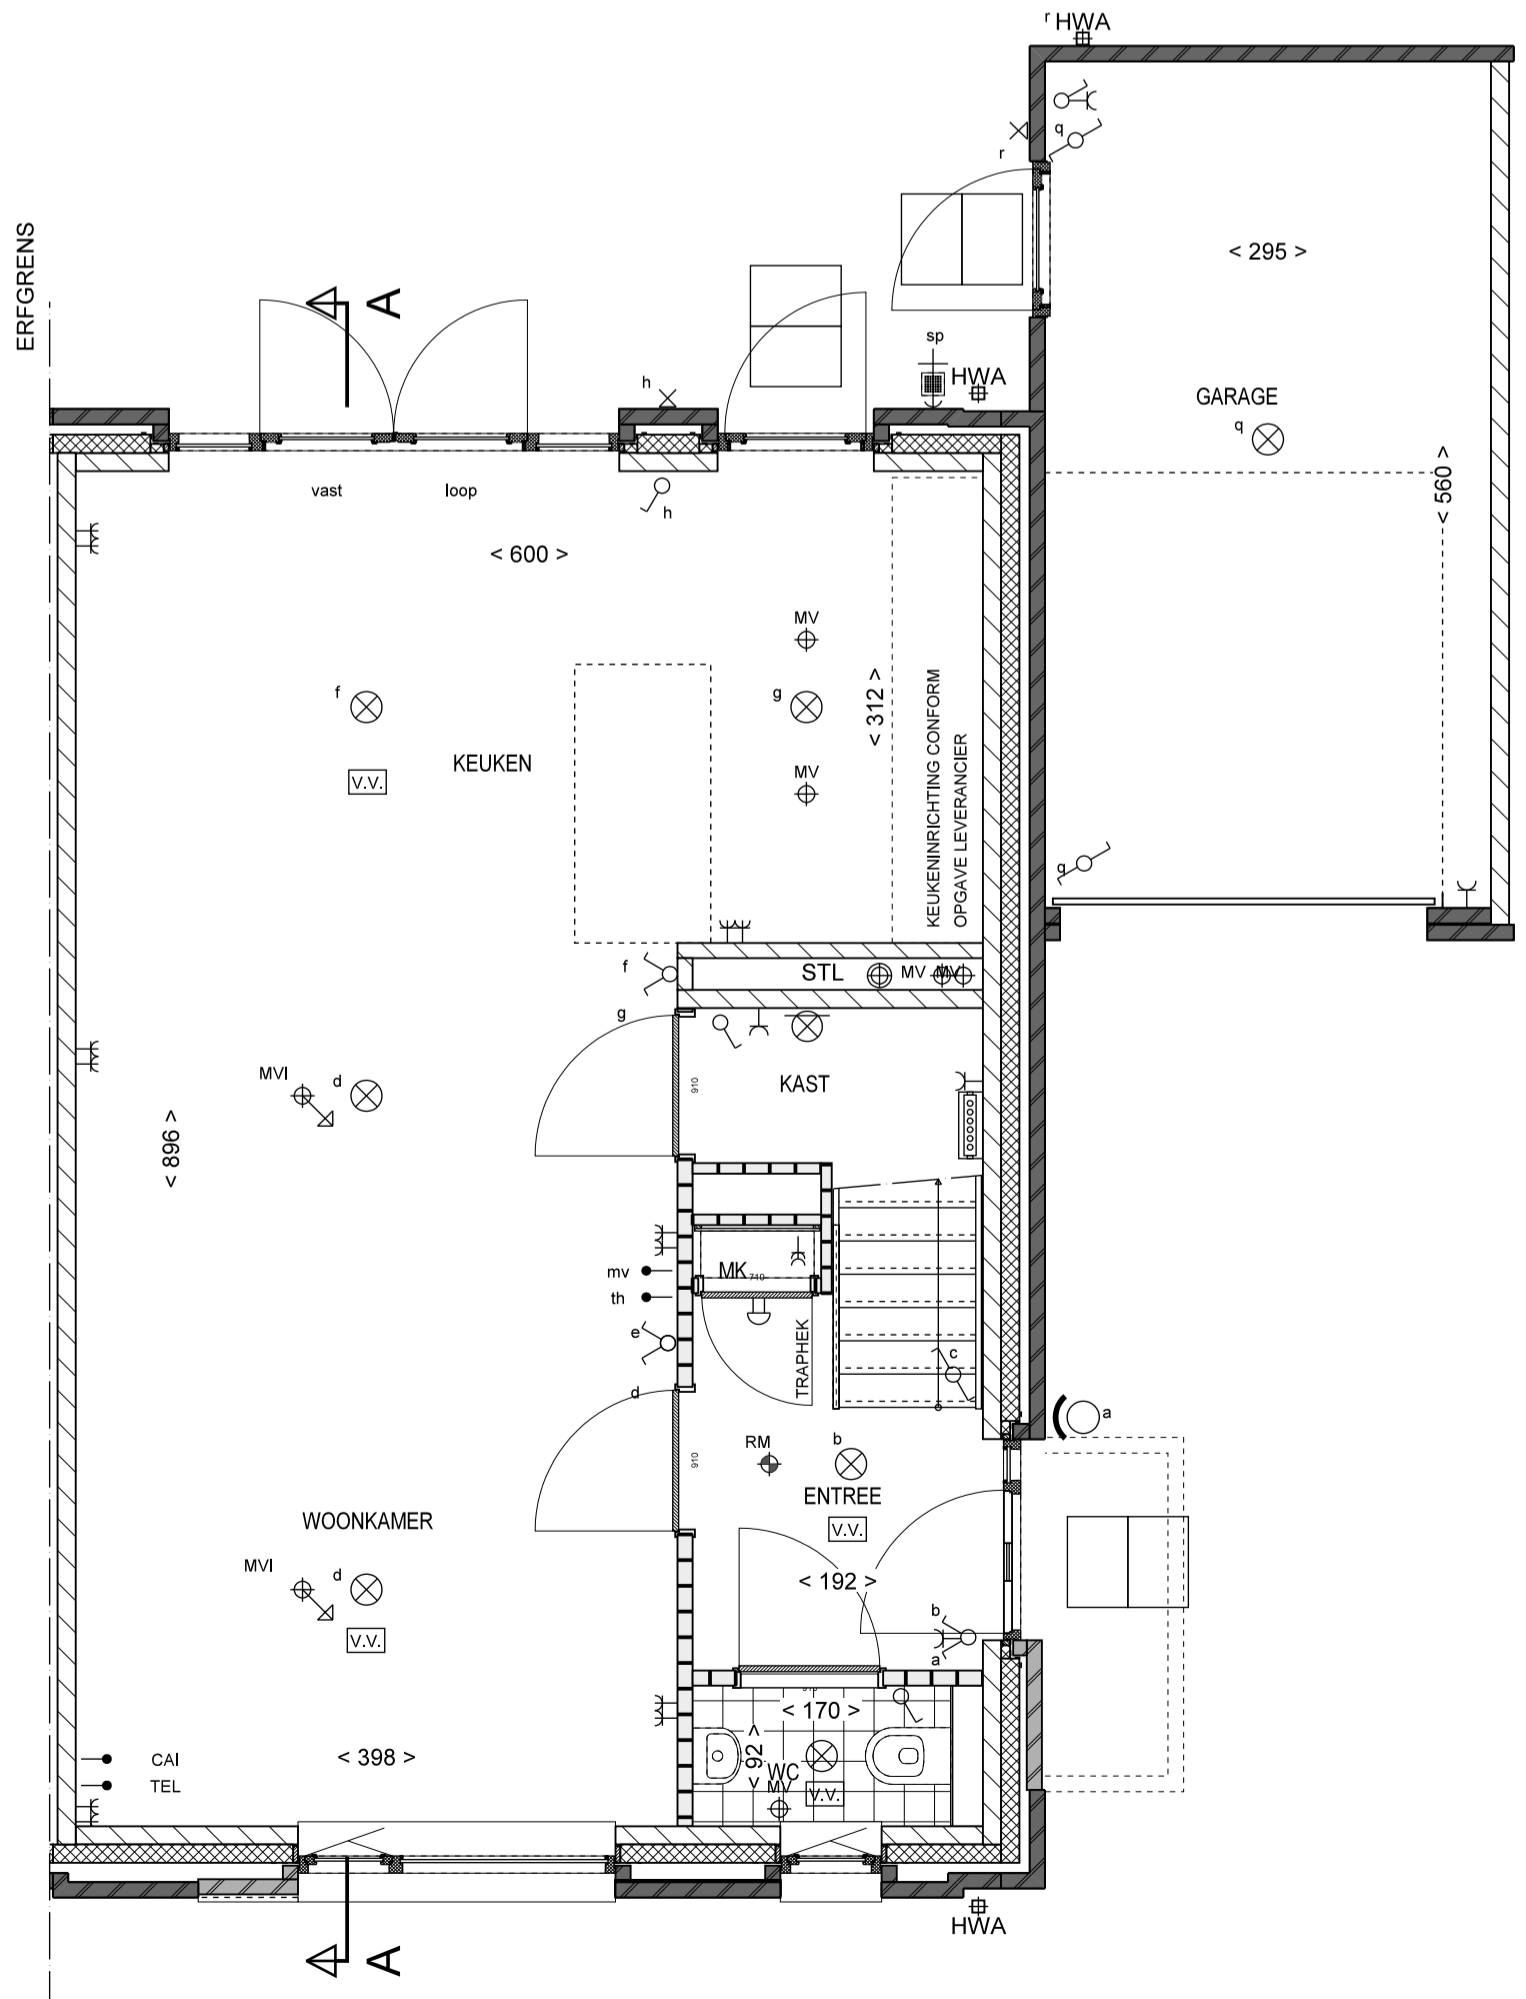 r HWA
q
r
ERFGRENS
< 295 >
A
sp
HWA
h
GARAGE
q
< 560 >
vast
loop
h
< 600 >
MV
f
g
< 312 >
KEUKENINRICHTING CONFORM
OPGAVE LEVERANCIER
KEUKEN
V.V.
MV
q
f
STL
MV
MV
g
MVI
d
KAST
910
< 896 >
mv
th
MK
710
e
TRAPHEK
c
d
a
RM
b
910
ENTREE
V.V.
WOONKAMER
MVI
d
< 192 >
V.V.
b
a
< 170 >
< 92 >
CAI
TEL
< 398 >
WC
MV
V.V.
A
HWA